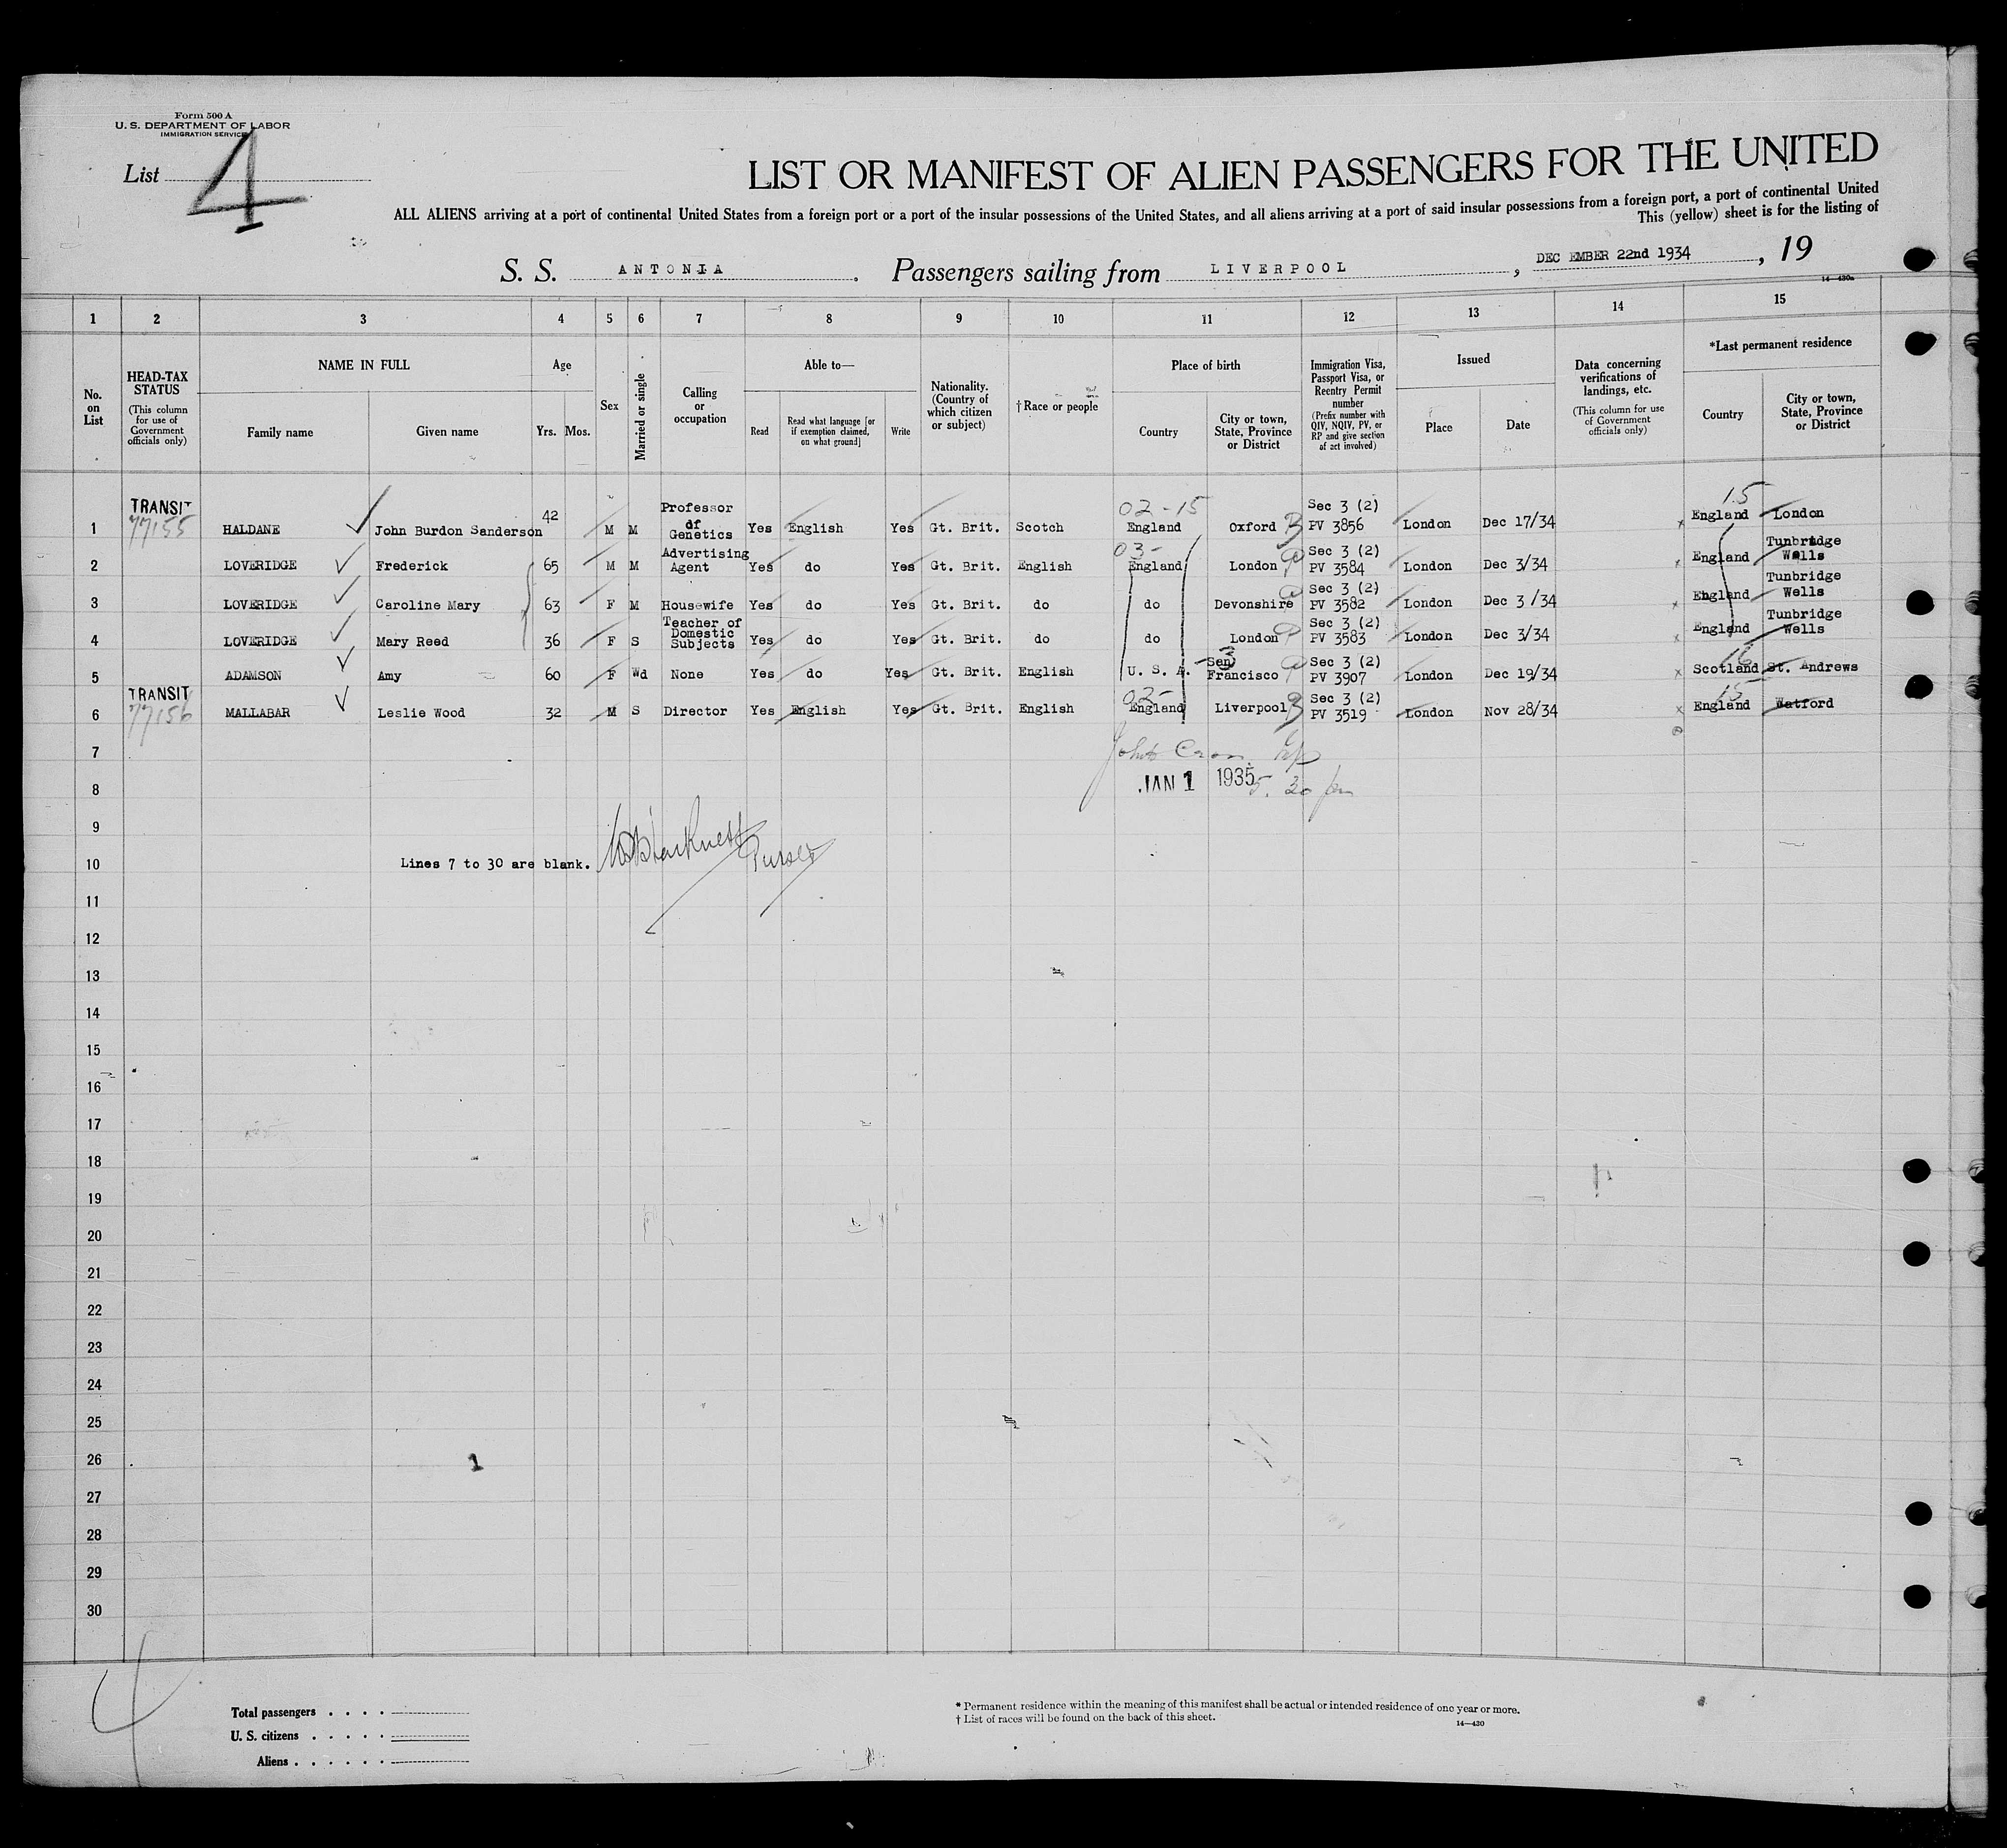 Form 500 A
U. S. DEPARTMENT OF LABOR
IMMIGRATION SERVICE
List 4
LIST OR MANIFEST OF ALIEN PASSENGERS FOR THE UNITED
ALL ALIENS arriving at a port of continental United States from a foreign port or a port of the insular possessions of the United States, and all aliens arriving at a port of said insular possessions from a foreign port, a port of continental United
This (yellow) sheet is for the listing of
S. S. ANTONIA. Passengers sailing from LIVERPOOL, DEC EMBER 22nd 1934, 19
14—430a
1 2 3 4 5 6 7 8 9 10 11 12 13 14 15
No. on List
HEAD-TAX STATUS
(This column for use of Government officials only)
NAME IN FULL
Family name Given name
Age
Yrs. Mos.
Sex
Married or single
Calling or occupation
Able to—
Read
Read what language [or if exemption claimed, on what ground]
Write
Nationality. (Country of which citizen or subject)
† Race or people
Place of birth
Country
City or town, State, Province or District
Immigration Visa, Passport Visa, or Reentry Permit number
(Prefix number with QIV, NQIV, PV, or RP and give section of act involved)
Issued
Place Date
Data concerning verifications of landings, etc.
(This column for use of Government officials only)
*Last permanent residence
Country
City or town, State, Province or District
1 TRANSIT 77155 HALDANE John Burdon Sanderson 42 M M Professor of Genetics Yes English Yes Gt. Brit. Scotch 02-15 England Oxford Sec 3 (2) PV 3856 London Dec 17/34 15 England London
2 LOVERIDGE Frederick 65 M M Advertising Agent Yes do Yes Gt. Brit. English 03- England London Sec 3 (2) PV 3584 London Dec 3/34 England Tunbridge Wells
3 LOVERIDGE Caroline Mary 63 F M Housewife Yes do Yes Gt. Brit. do do Devonshire Sec 3 (2) PV 3582 London Dec 3 /34 England Tunbridge Wells
4 LOVERIDGE Mary Reed 36 F S Teacher of Domestic Subjects Yes do Yes Gt. Brit. do do London Sec 3 (2) PV 3583 London Dec 3/34 England Tunbridge Wells
5 ADAMSON Amy 60 F Wd None Yes do Yes Gt. Brit. English U. S. A. San Francisco Sec 3 (2) PV 3907 London Dec 19/34 16 Scotland St. Andrews
6 TRANSIT 77156 MALLABAR Leslie Wood 32 M S Director Yes English Yes Gt. Brit. English 02- England Liverpool Sec 3 (2) PV 3519 London Nov 28/34 15 England Watford
7
8 JAN 1 1935
9
Purser
10 Lines 7 to 30 are blank.
11
12
13
14
15
16
17
18
19
20
21
22
23
24
25
26 1
27
28
29
30
4
Total passengers . . . .
U. S. citizens . . . . .
Aliens . . . . . .
* Permanent residence within the meaning of this manifest shall be actual or intended residence of one year or more.
† List of races will be found on the back of this sheet.
14—430